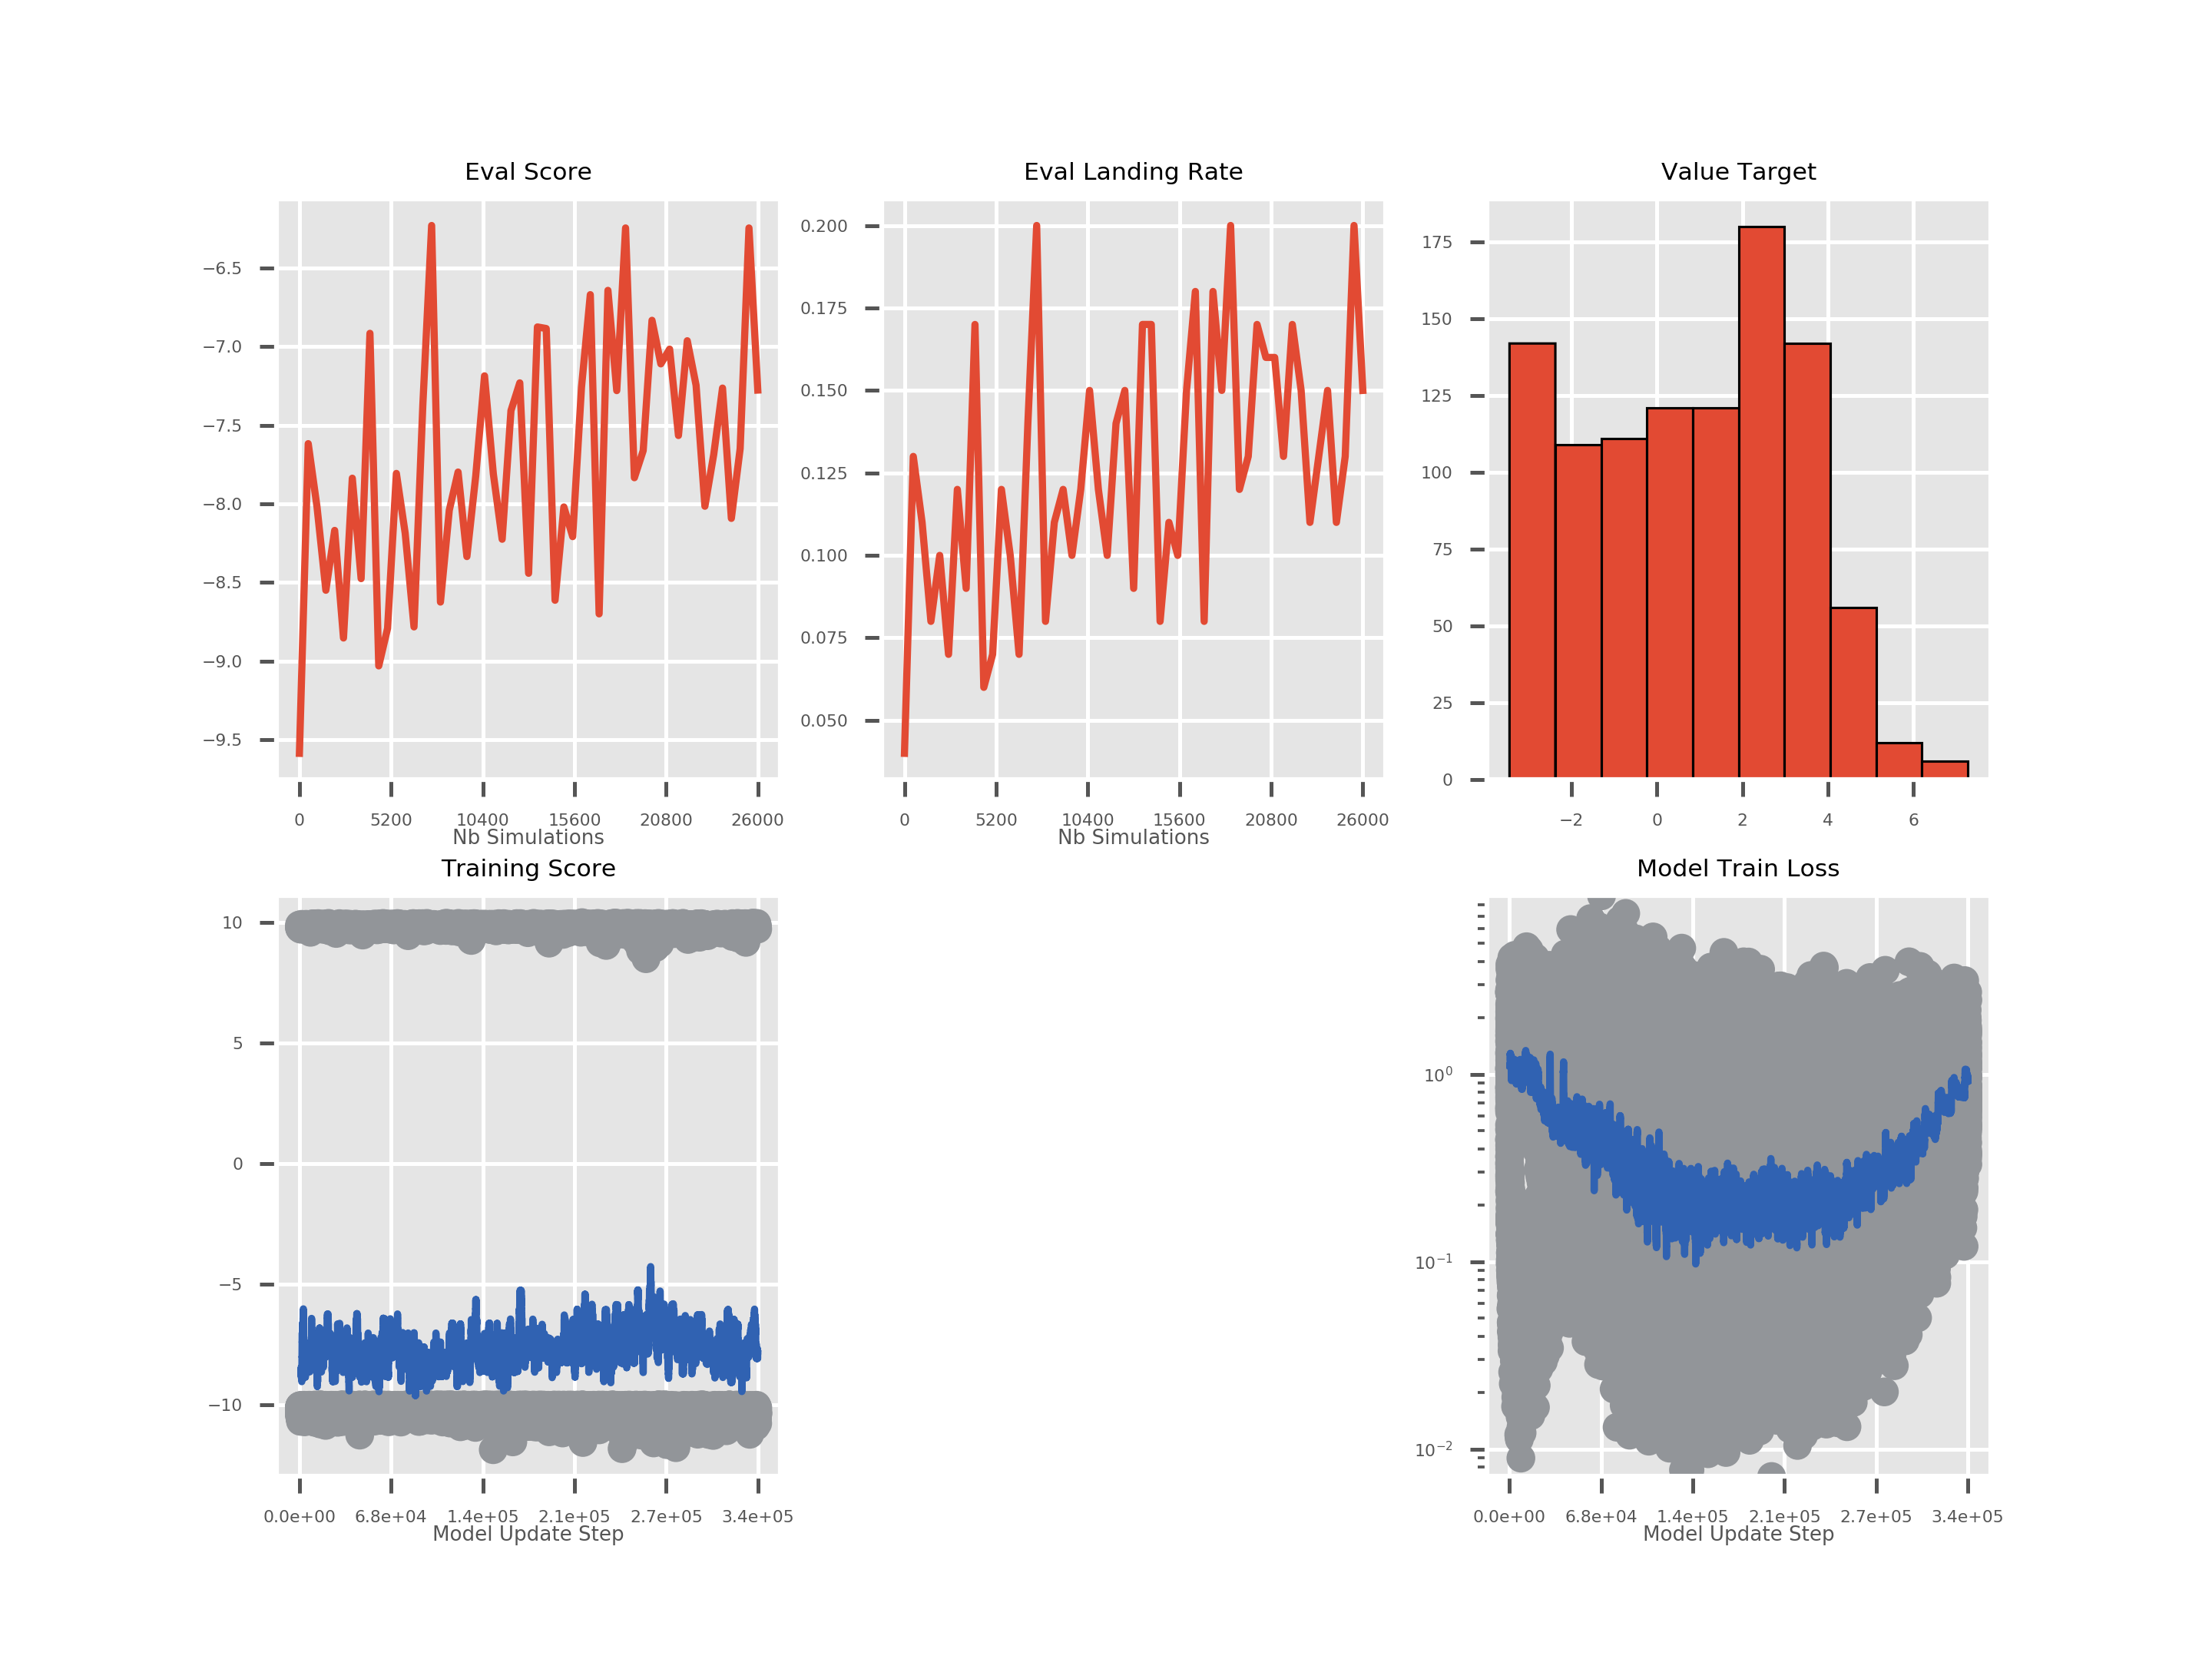 Eval Score
−6.5
−7.0
−7.5
−8.0
−8.5
−9.0
−9.5
0 5200 10400 15600 20800 26000
Nb Simulations
Eval Landing Rate
0.200
0.175
0.150
0.125
0.100
0.075
0.050
0 5200 10400 15600 20800 26000
Nb Simulations
Value Target
175
150
125
100
75
50
25
0
−2 0 2 4 6
Training Score
10
5
0
−5
−10
0.0e+00 6.8e+04 1.4e+05 2.1e+05 2.7e+05 3.4e+05
Model Update Step
Model Train Loss
10⁰
10⁻¹
10⁻²
0.0e+00 6.8e+04 1.4e+05 2.1e+05 2.7e+05 3.4e+05
Model Update Step